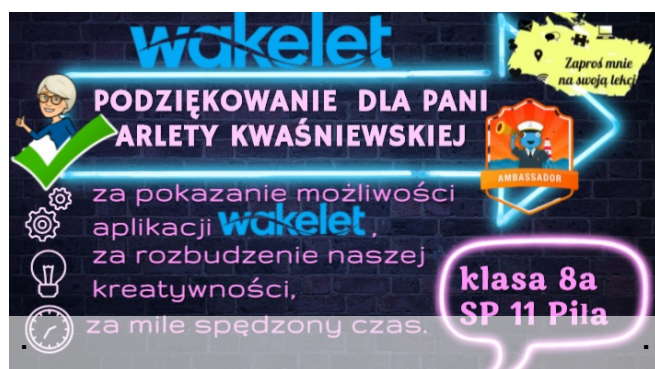 wakelet
Zaproś mnie
na swoją lekcj
PODZIĘKOWANIE DLA PANI
ARLETY KWAŚNIEWSKIEJ
AMBASSADOR
za pokazanie możliwości
aplikacji wakelet,
za rozbudzenie naszej
kreatywności,
za miłe spędzony czas.
klasa 8a
SP 11 Piła